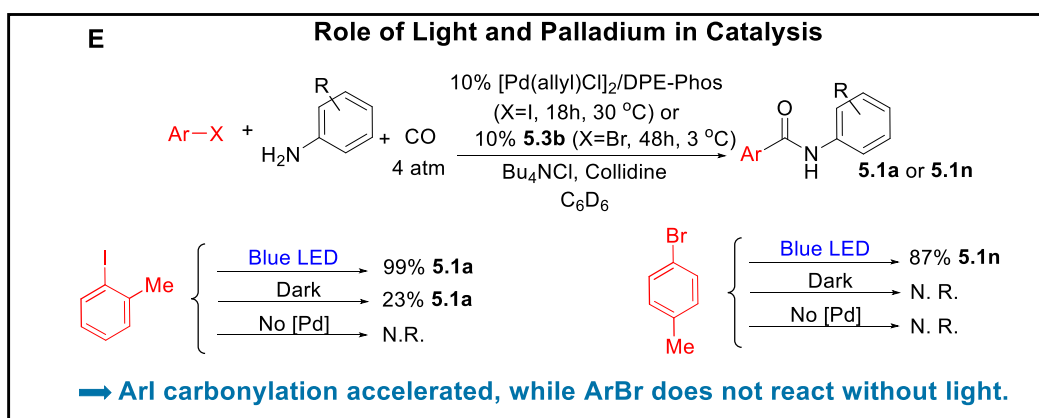 E
Role of Light and Palladium in Catalysis
10% [Pd(allyl)Cl]2/DPE-Phos
(X=I, 18h, 30 °C) or
10% 5.3b (X=Br, 48h, 3 °C)
Bu4NCl, Collidine
C6D6
Ar—X
+
R
H2N
+ CO
4 atm
O
R
Ar
N
H
5.1a or 5.1n
I
Me
Blue LED
99% 5.1a
Dark
23% 5.1a
No [Pd]
N.R.
Br
Me
Blue LED
87% 5.1n
Dark
N. R.
No [Pd]
N. R.
➡ ArI carbonylation accelerated, while ArBr does not react without light.